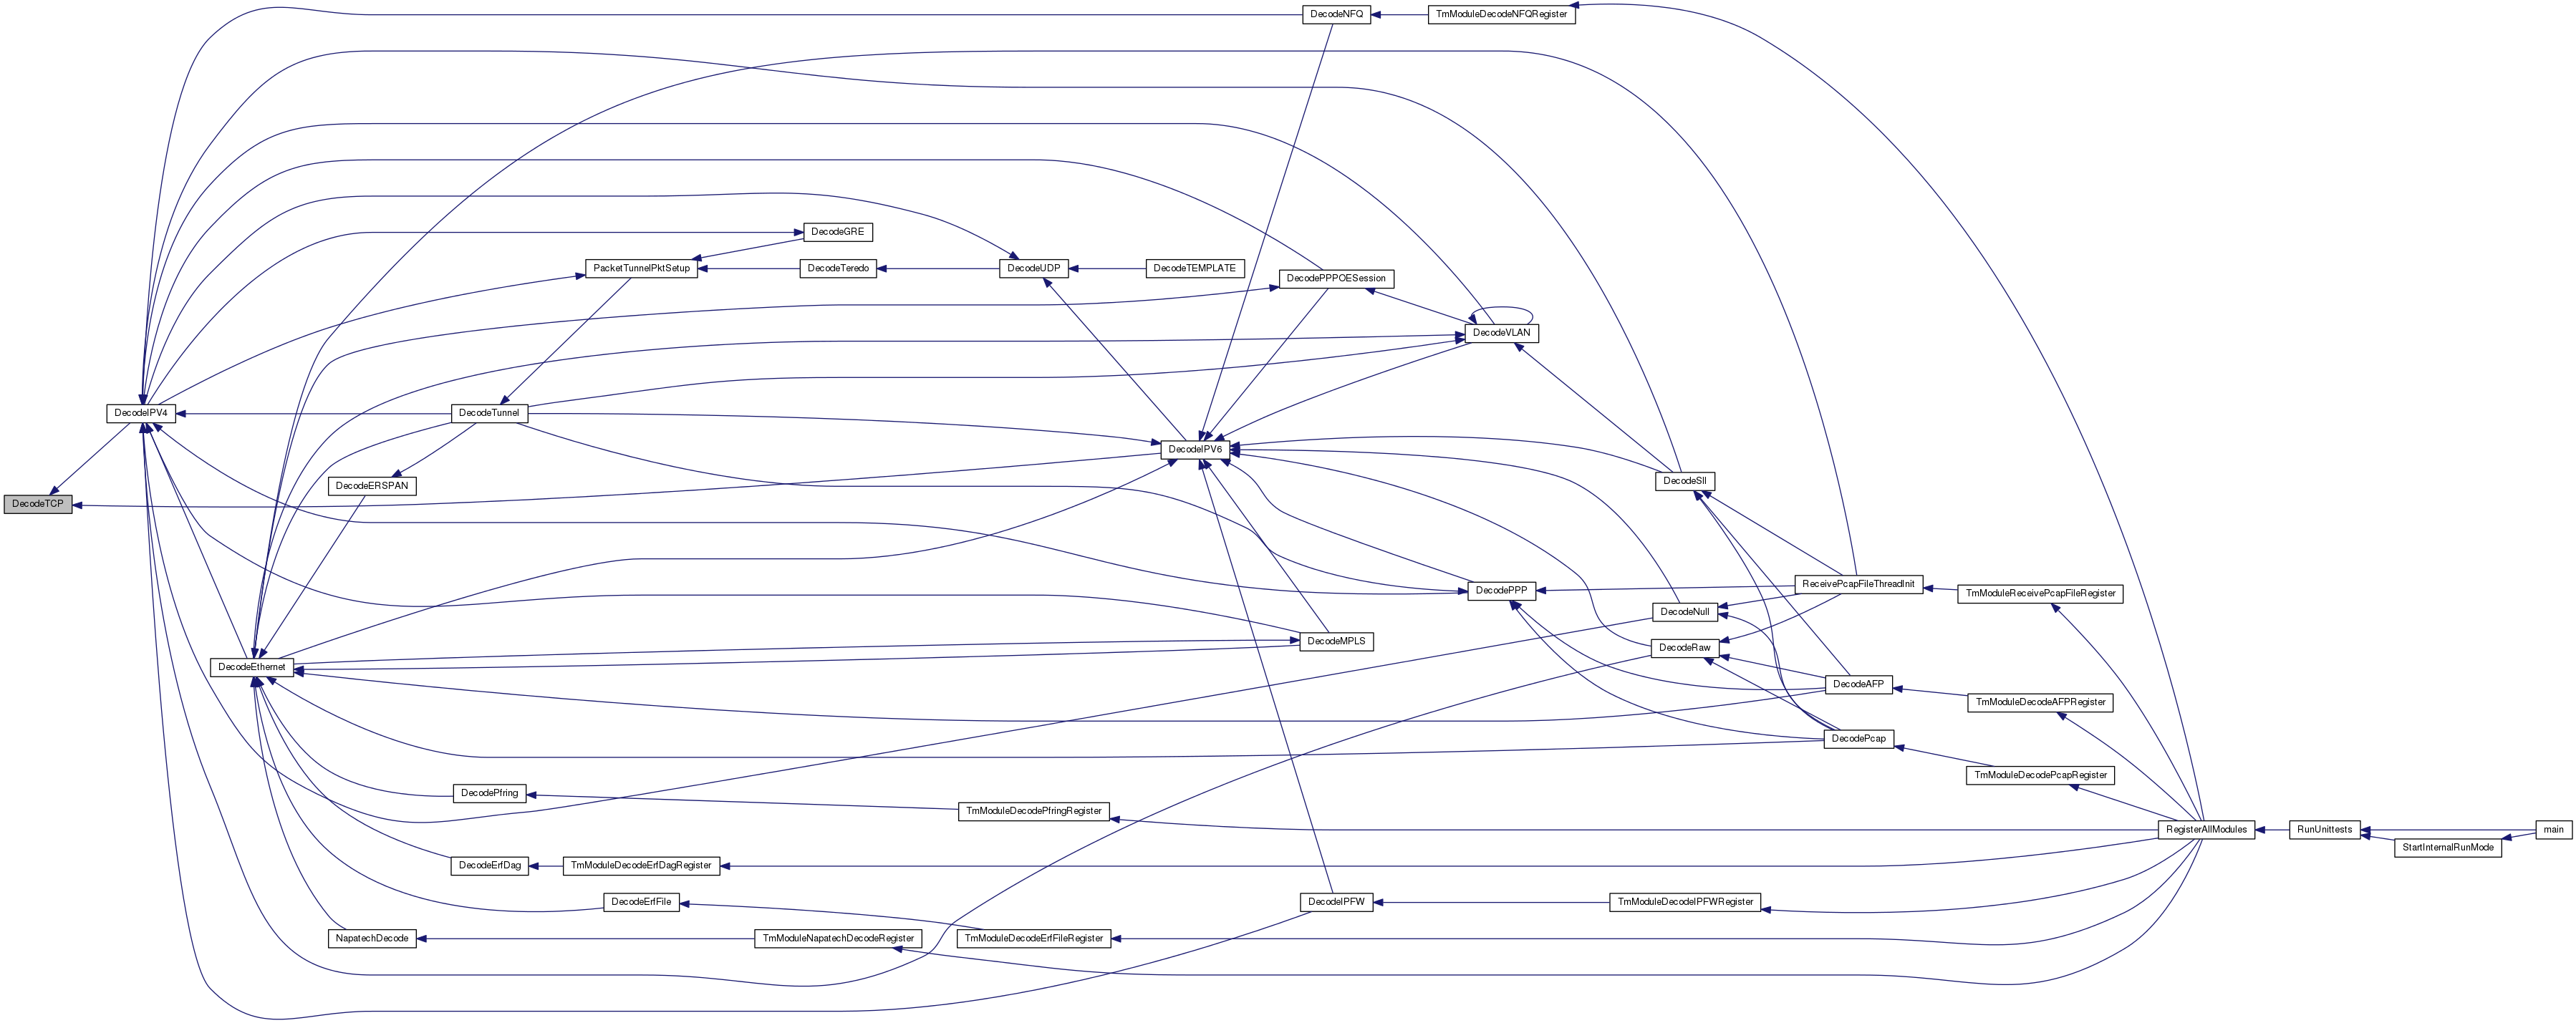 DecodeNFQ
TmModuleDecodeNFQRegister
DecodeGRE
PacketTunnelPktSetup
DecodeTeredo
DecodeUDP
DecodeTEMPLATE
DecodePPPOESession
DecodeVLAN
DecodeIPV4
DecodeTunnel
DecodeIPV6
DecodeSll
DecodeERSPAN
DecodeTCP
ReceivePcapFileThreadInit
DecodePPP
TmModuleReceivePcapFileRegister
DecodeNull
DecodeMPLS
DecodeRaw
DecodeEthernet
DecodeAFP
TmModuleDecodeAFPRegister
DecodePcap
TmModuleDecodePcapRegister
DecodePfring
TmModuleDecodePfringRegister
RegisterAllModules
RunUnittests
main
StartInternalRunMode
DecodeErfDag
TmModuleDecodeErfDagRegister
DecodeErfFile
DecodeIPFW
TmModuleDecodeIPFWRegister
NapatechDecode
TmModuleNapatechDecodeRegister
TmModuleDecodeErfFileRegister